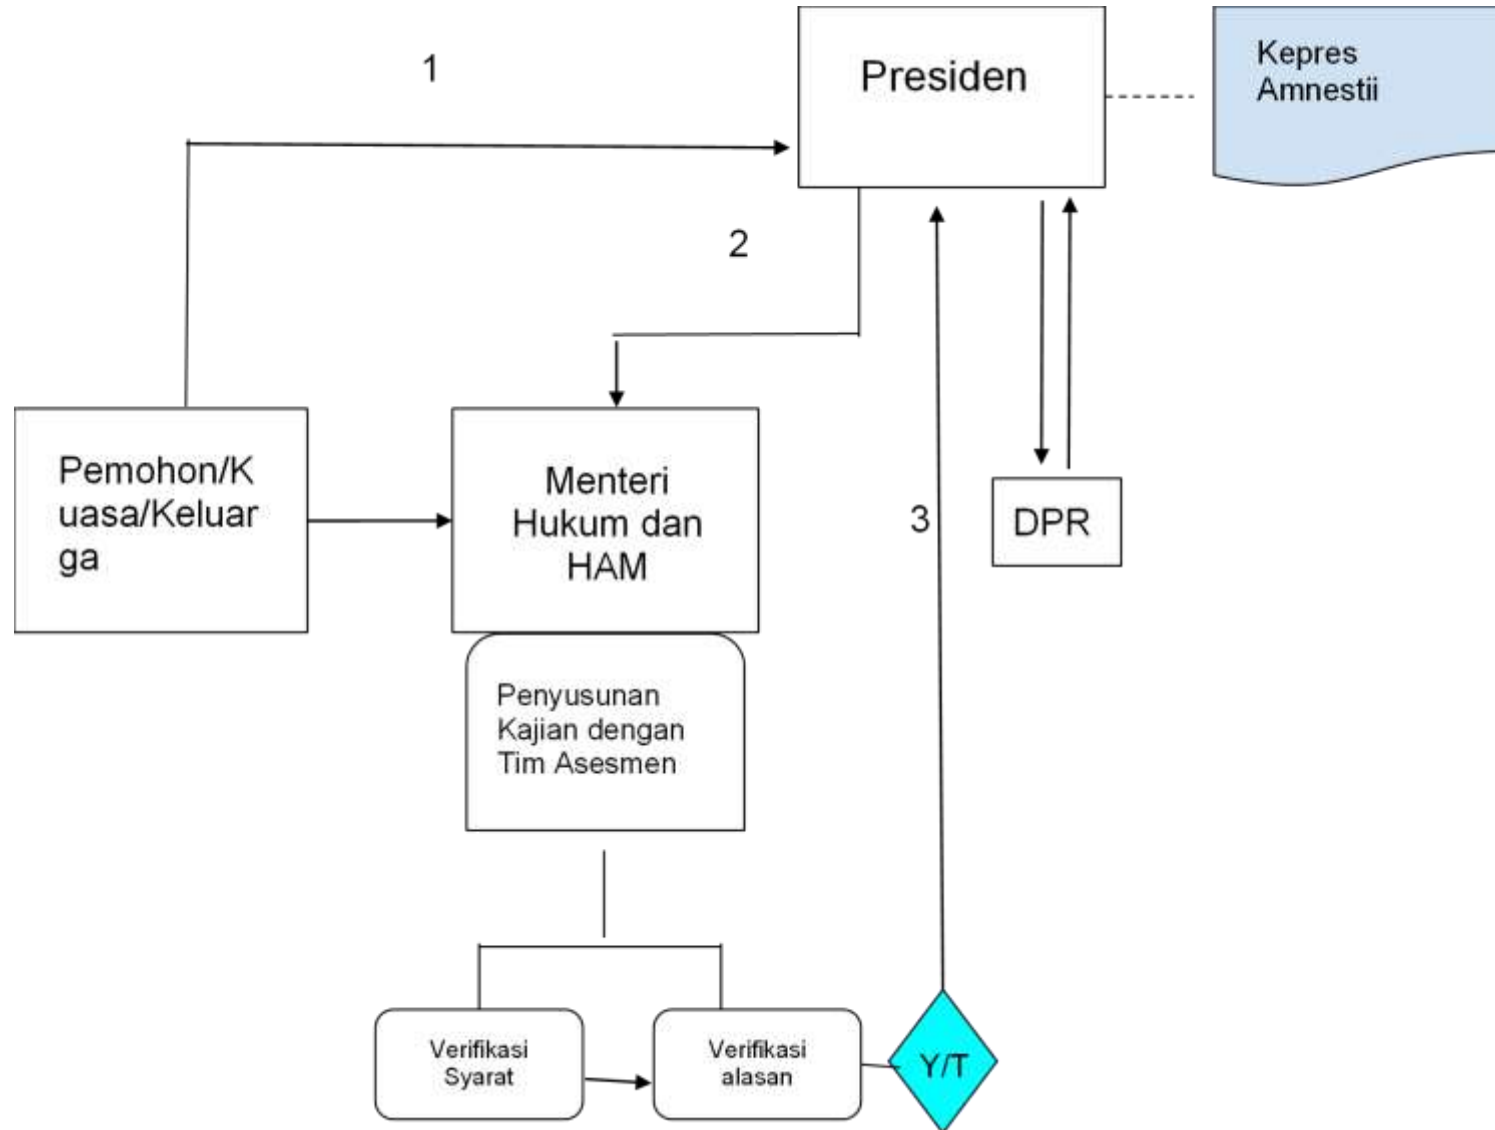 1
Presiden
Kepres
Amnestii
2
Pemohon/K
uasa/Keluar
ga
Menteri
Hukum dan
HAM
3
DPR
Penyusunan
Kajian dengan
Tim Asesmen
Verifikasi
Syarat
Verifikasi
alasan
Y/T